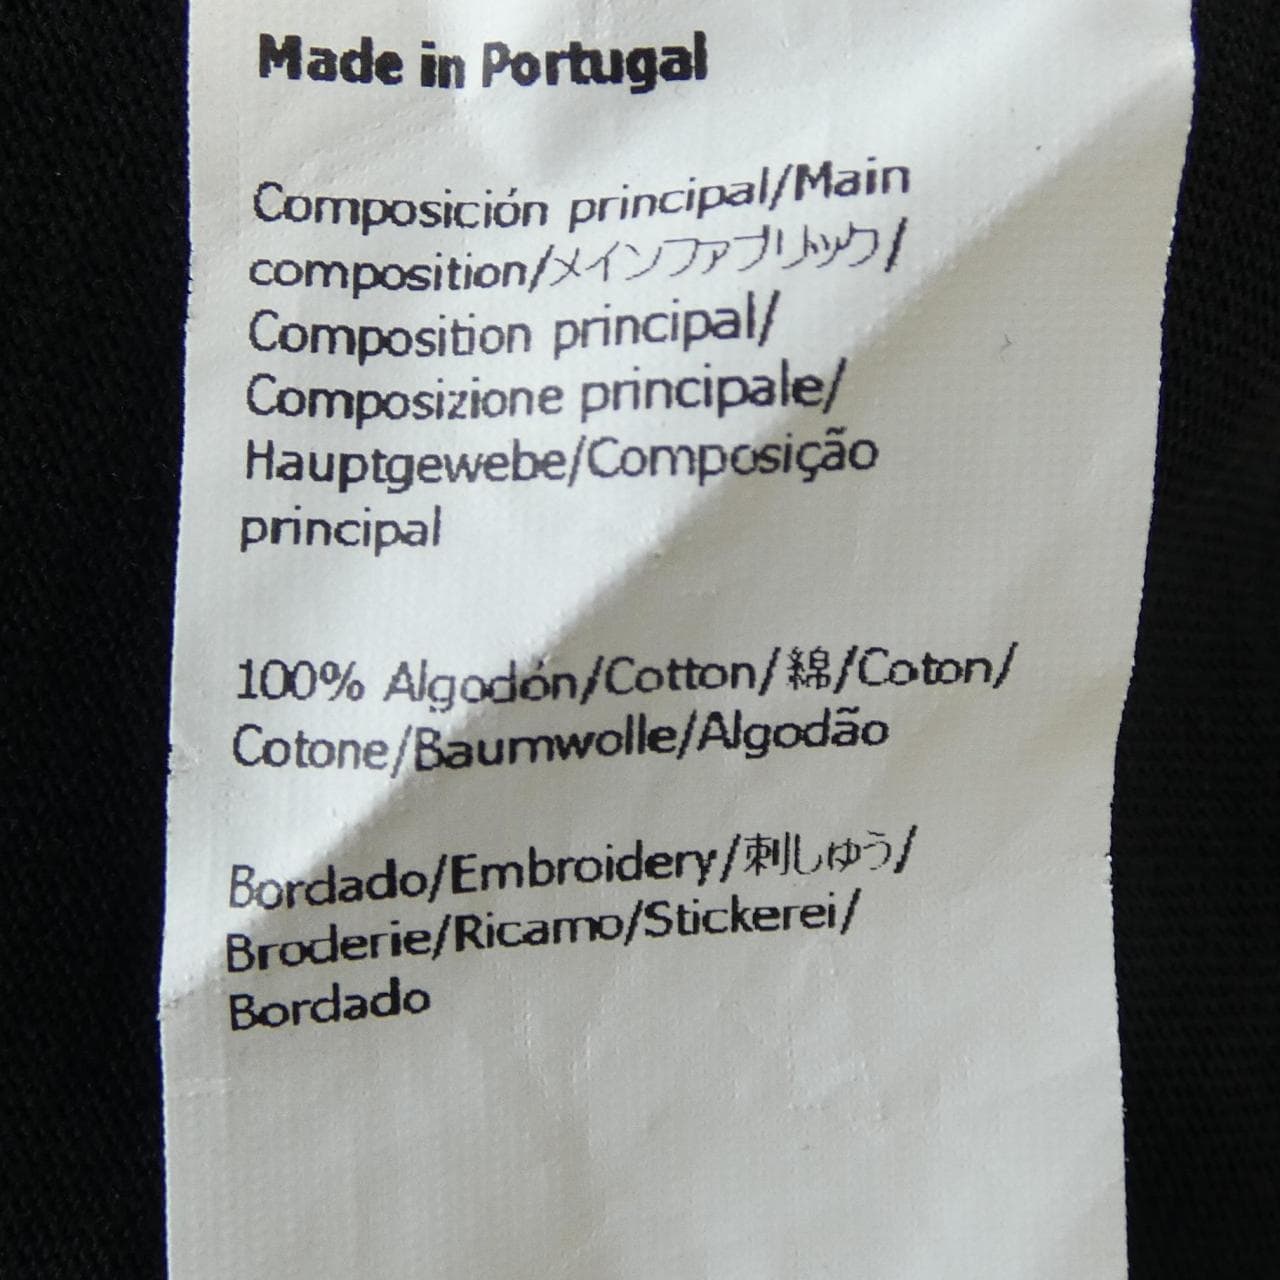 Made in Portugal
Composición principal/Main
composition/メインファブリック/
Composition principal/
Composizione principale/
Hauptgewebe/Composição
principal
100% Algodón/Cotton/綿/Coton/
Cotone/Baumwolle/Algodão
Bordado/Embroidery/刺しゅう/
Broderie/Ricamo/Stickerei/
Bordado